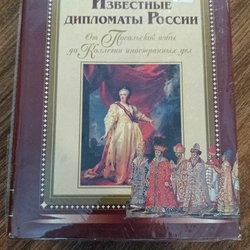 Известные
дипломаты России
От Посольской избы
до Коллегии иностранных дел